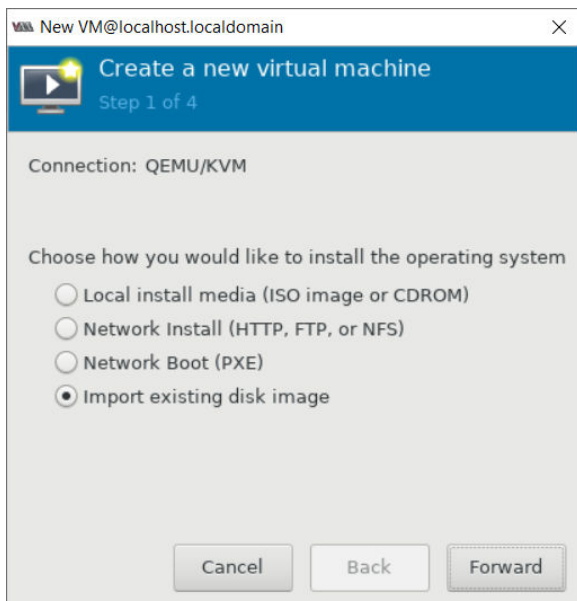 New VM@localhost.localdomain
Create a new virtual machine
Step 1 of 4
Connection: QEMU/KVM
Choose how you would like to install the operating system
Local install media (ISO image or CDROM)
Network Install (HTTP, FTP, or NFS)
Network Boot (PXE)
Import existing disk image
Cancel Back Forward